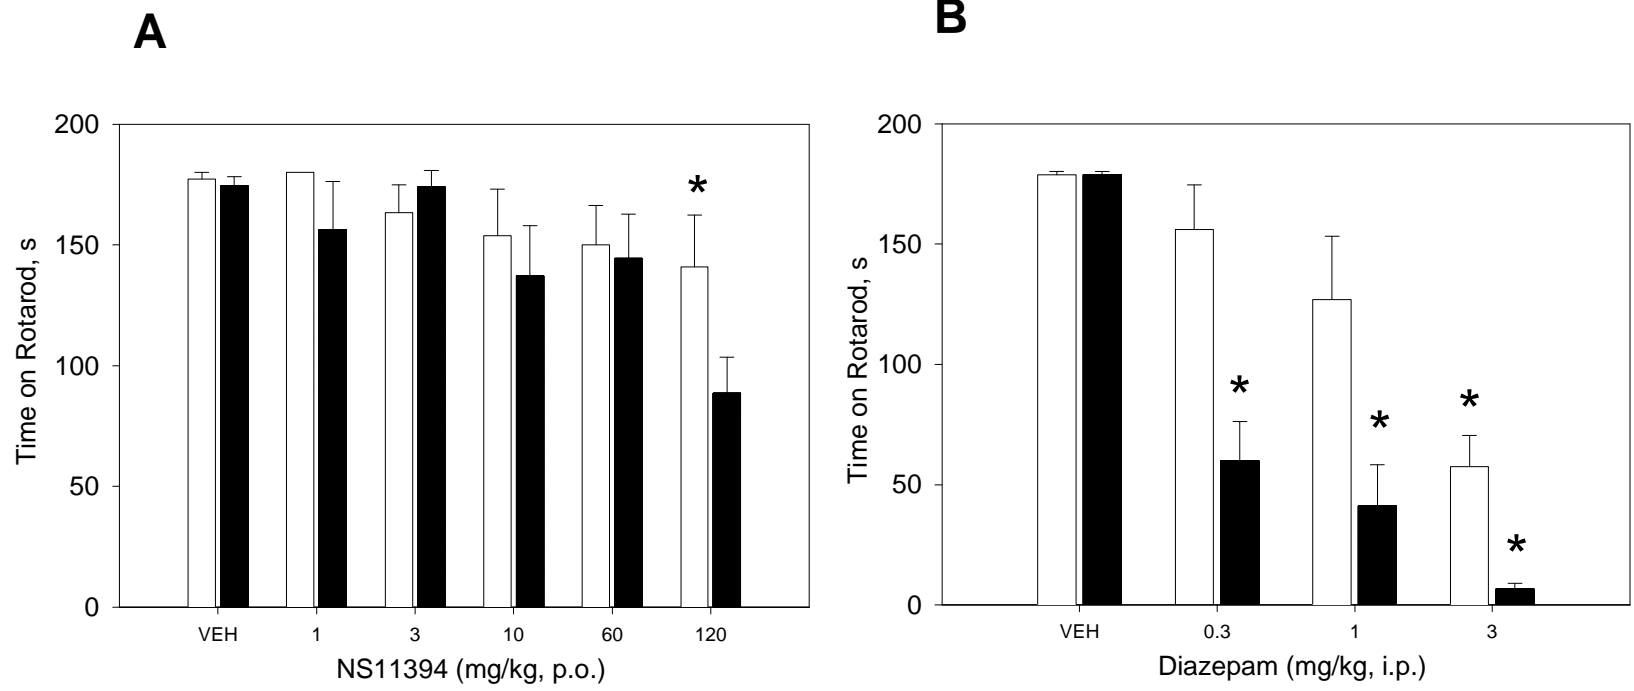 A
200
150
100
50
0
Time on Rotarod, s
*
VEH 1 3 10 60 120
NS11394 (mg/kg, p.o.)
B
200
150
100
50
0
Time on Rotarod, s
*
*
*
*
VEH 0.3 1 3
Diazepam (mg/kg, i.p.)